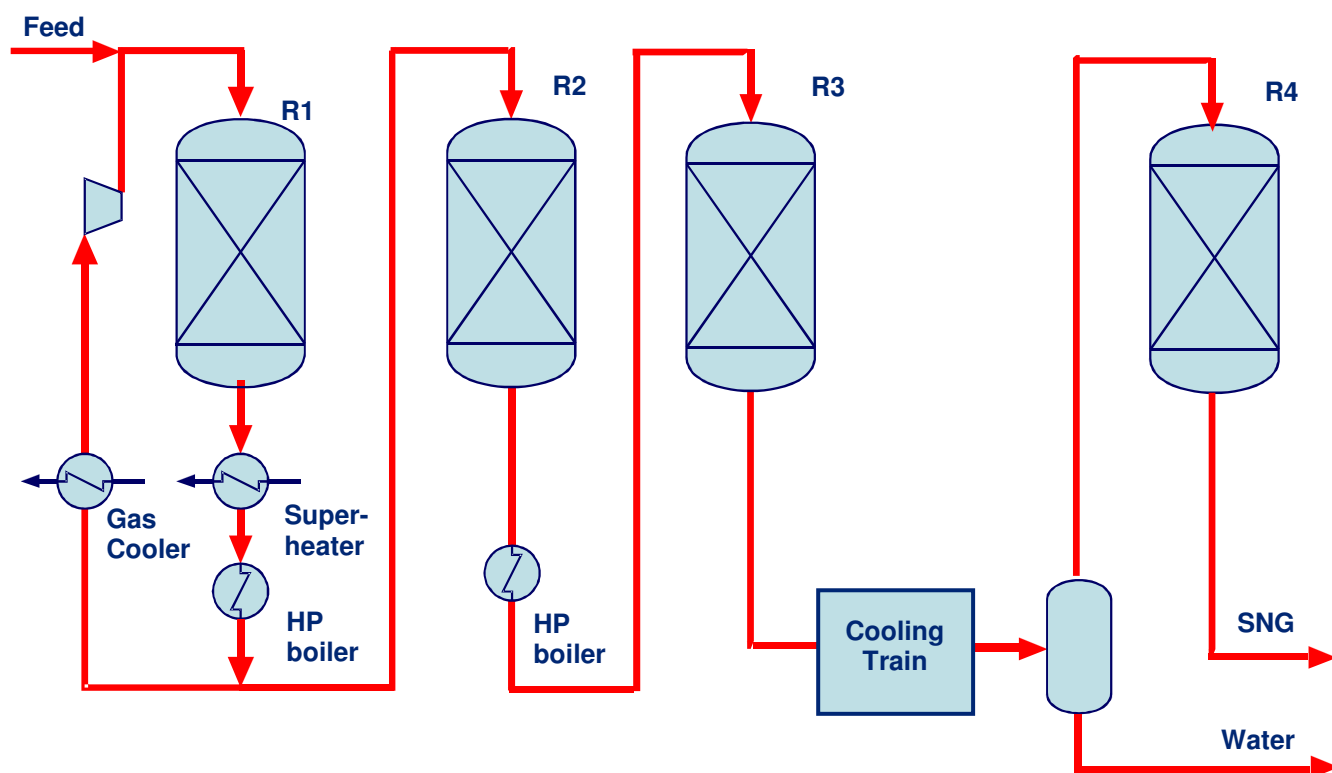 Feed
R1
R2
R3
R4
Gas
Cooler
Super-
heater
HP
boiler
HP
boiler
Cooling
Train
SNG
Water